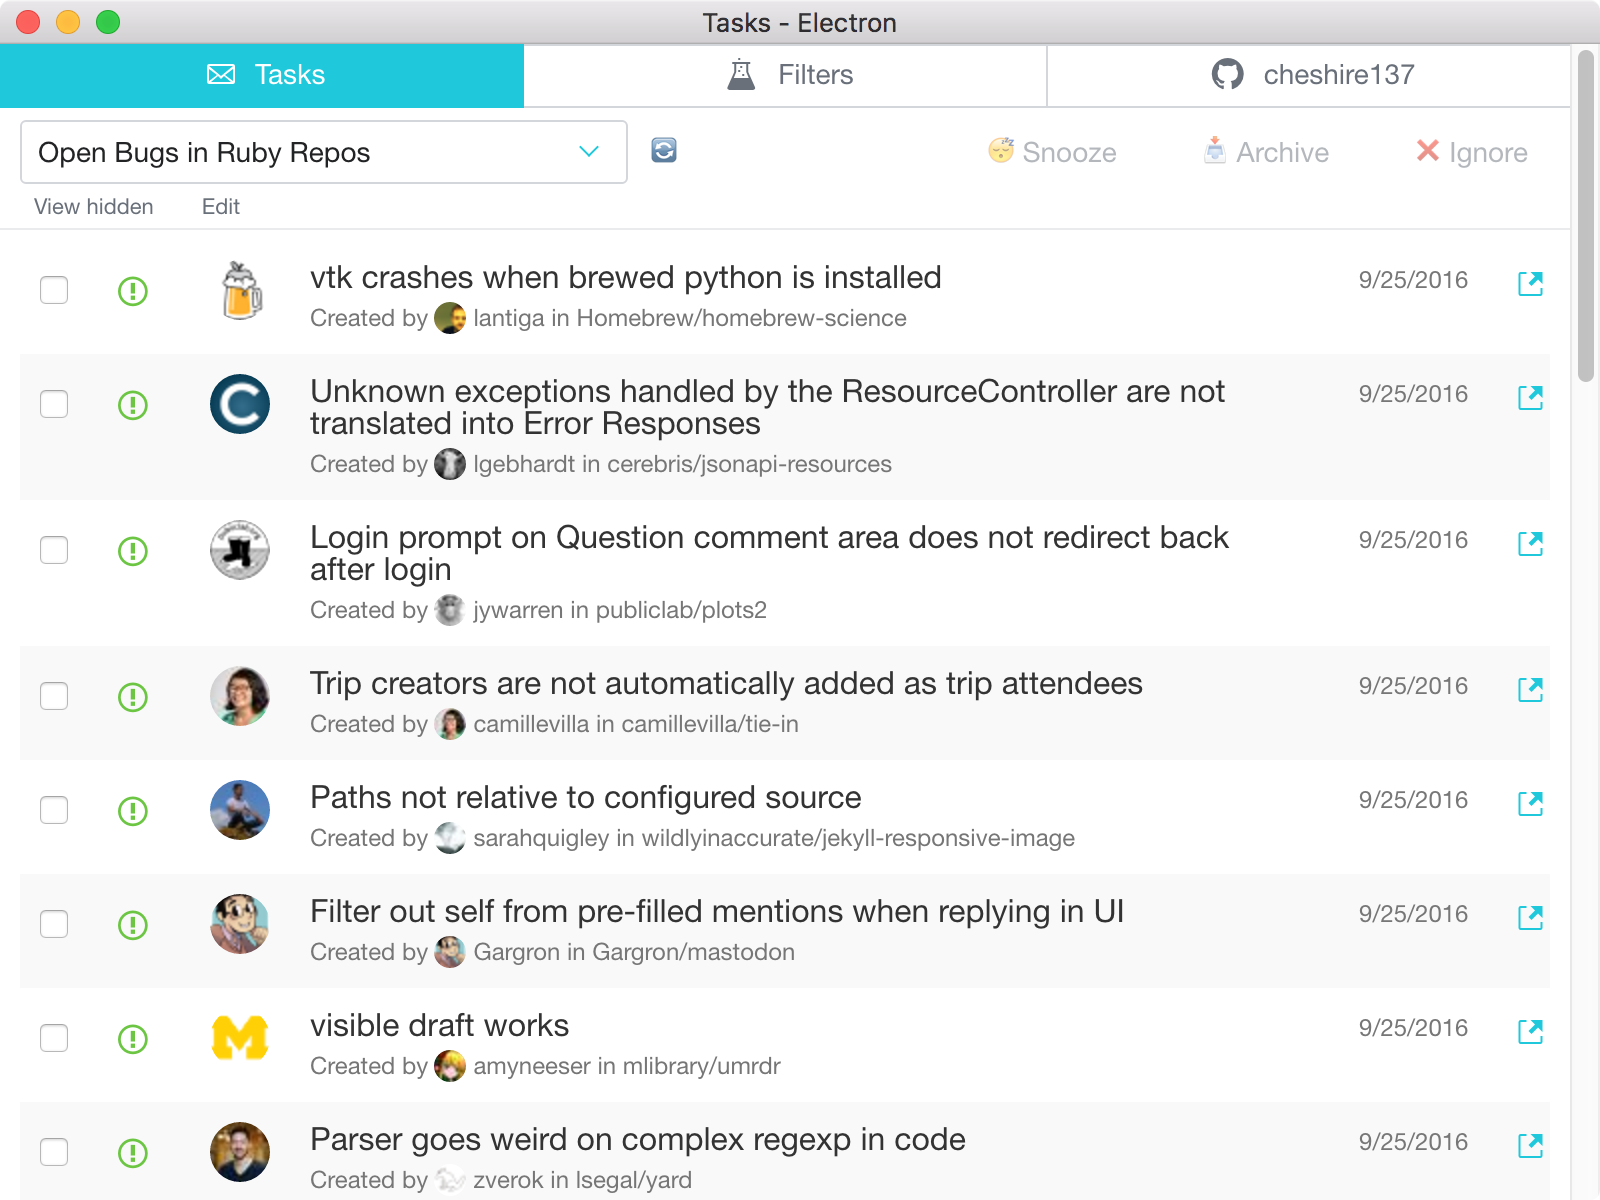 Tasks - Electron
Tasks
Filters
cheshire137
Open Bugs in Ruby Repos
Snooze
Archive
Ignore
View hidden
Edit
vtk crashes when brewed python is installed
9/25/2016
Created by lantiga in Homebrew/homebrew-science
Unknown exceptions handled by the ResourceController are not
9/25/2016
translated into Error Responses
Created by lgebhardt in cerebris/jsonapi-resources
Login prompt on Question comment area does not redirect back
9/25/2016
after login
Created by jywarren in publiclab/plots2
Trip creators are not automatically added as trip attendees
9/25/2016
Created by camillevilla in camillevilla/tie-in
Paths not relative to configured source
9/25/2016
Created by sarahquigley in wildlyinaccurate/jekyll-responsive-image
Filter out self from pre-filled mentions when replying in UI
9/25/2016
Created by Gargron in Gargron/mastodon
visible draft works
9/25/2016
Created by amyneeser in mlibrary/umrdr
Parser goes weird on complex regexp in code
9/25/2016
Created by zverok in lsegal/yard